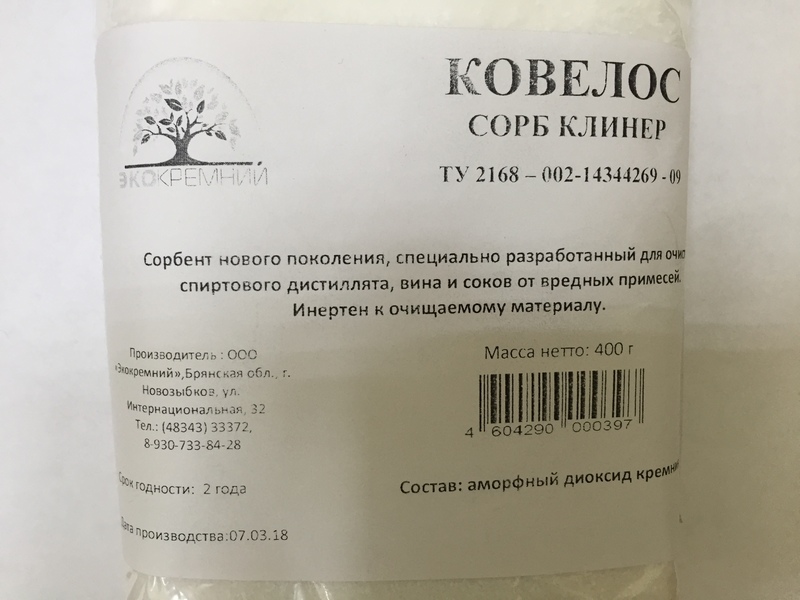 КОВЕЛОС
СОРБ КЛИНЕР
ТУ 2168 – 002-14344269 - 09
ЭКОКРЕМНИЙ
Сорбент нового поколения, специально разработанный для очист
спиртового дистиллята, вина и соков от вредных примесей.
Инертен к очищаемому материалу.
Производитель : ООО
«Экокремний»,Брянская обл., г.
Новозыбков, ул.
Интернациональная, 32
Тел.: (48343) 33372,
8-930-733-84-28
Срок годности: 2 года
Дата производства:07.03.18
Масса нетто: 400 г
4 604290 000397
Состав: аморфный диоксид кремни